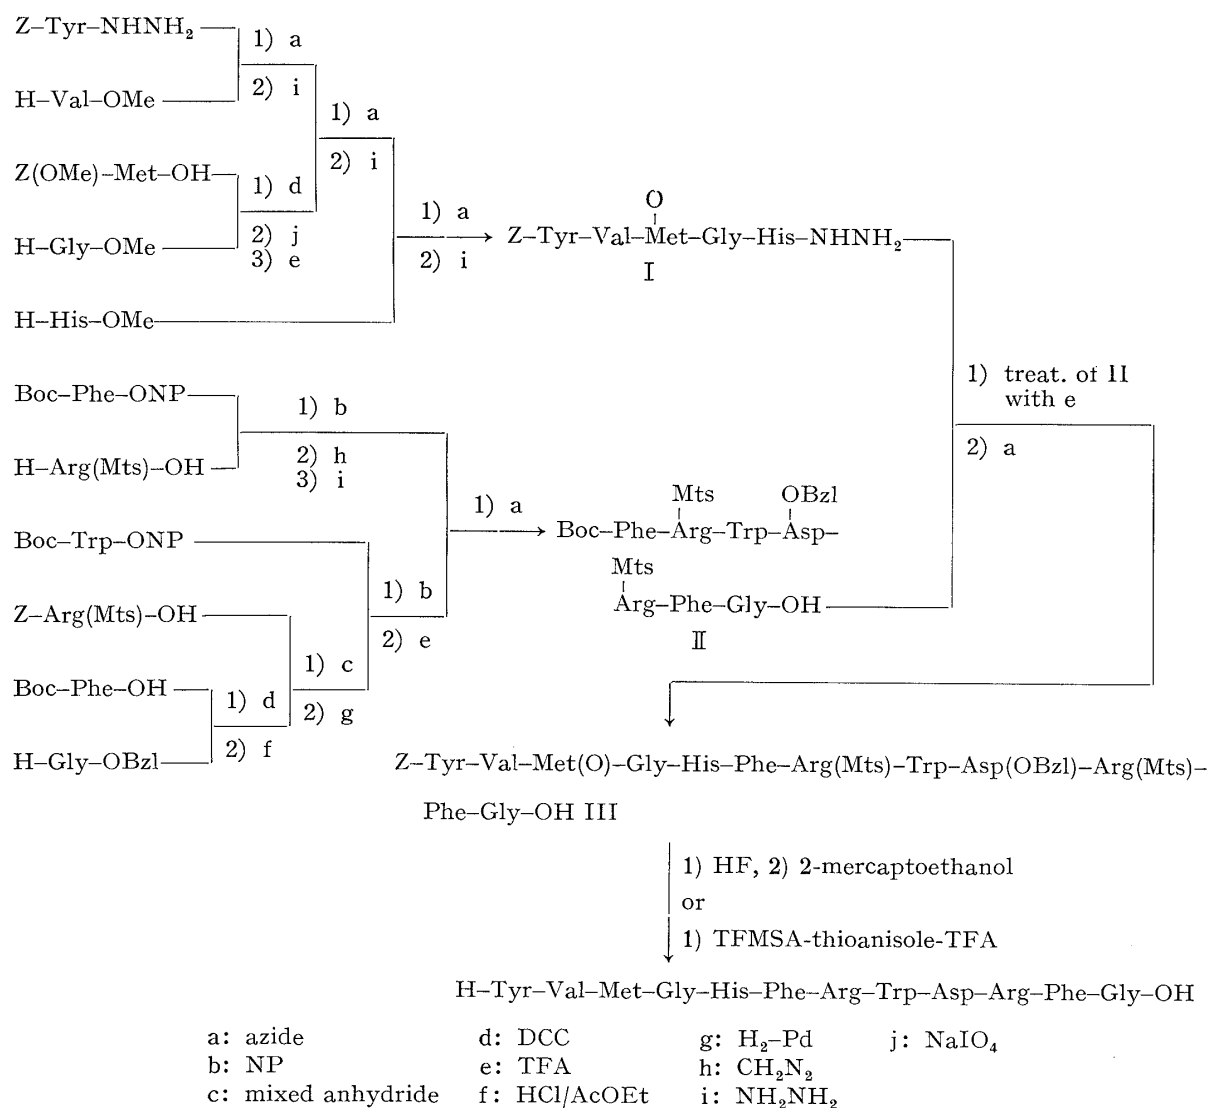 Z–Tyr–NHNH₂
1) a
2) i
H–Val–OMe
1) a
2) i
Z(OMe)–Met–OH
1) d
2) j
3) e
H–Gly–OMe
H–His–OMe
1) a
2) i
O
Z–Tyr–Val–Met–Gly–His–NHNH₂
I
Boc–Phe–ONP
1) b
2) h
3) i
H–Arg(Mts)–OH
Boc–Trp–ONP
1) b
2) e
Z–Arg(Mts)–OH
1) c
2) g
Boc–Phe–OH
1) d
2) f
H–Gly–OBzl
1) a
Mts OBzl
Boc–Phe–Arg–Trp–Asp–
Mts
Arg–Phe–Gly–OH
II
1) treat. of II
with e
2) a
Z–Tyr–Val–Met(O)–Gly–His–Phe–Arg(Mts)–Trp–Asp(OBzl)–Arg(Mts)–
Phe–Gly–OH III
1) HF, 2) 2-mercaptoethanol
or
1) TFMSA-thioanisole-TFA
H–Tyr–Val–Met–Gly–His–Phe–Arg–Trp–Asp–Arg–Phe–Gly–OH
a: azide d: DCC g: H₂–Pd j: NaIO₄
b: NP e: TFA h: CH₂N₂
c: mixed anhydride f: HCl/AcOEt i: NH₂NH₂